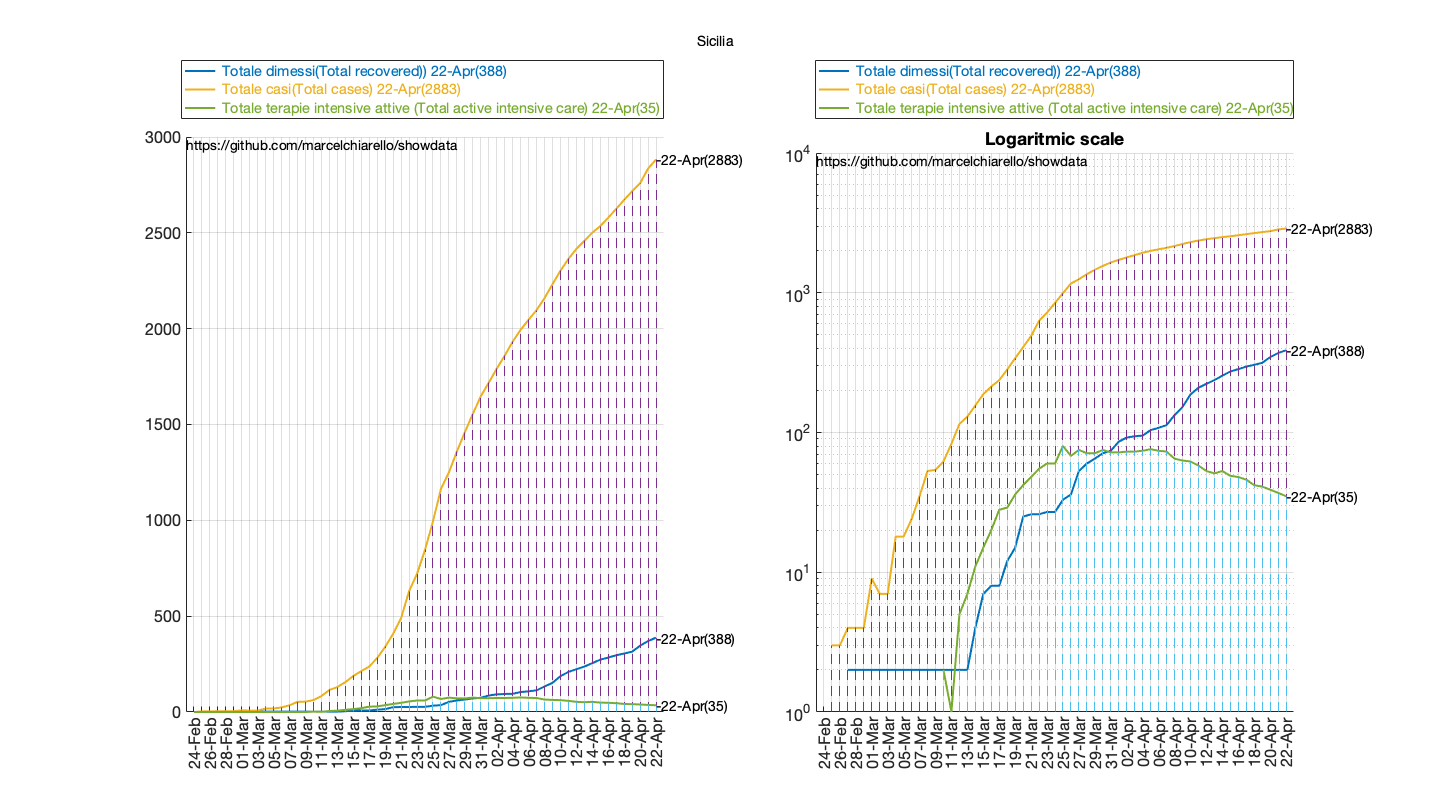 Sicilia
Totale dimessi(Total recovered)) 22-Apr(388)
Totale casi(Total cases) 22-Apr(2883)
Totale terapie intensive attive (Total active intensive care) 22-Apr(35)
https://github.com/marcelchiarello/showdata
3000
2500
2000
1500
1000
500
0
22-Apr(2883)
22-Apr(388)
22-Apr(35)
24-Feb
26-Feb
28-Feb
01-Mar
03-Mar
05-Mar
07-Mar
09-Mar
11-Mar
13-Mar
15-Mar
17-Mar
19-Mar
21-Mar
23-Mar
25-Mar
27-Mar
29-Mar
31-Mar
02-Apr
04-Apr
06-Apr
08-Apr
10-Apr
12-Apr
14-Apr
16-Apr
18-Apr
20-Apr
22-Apr
Totale dimessi(Total recovered)) 22-Apr(388)
Totale casi(Total cases) 22-Apr(2883)
Totale terapie intensive attive (Total active intensive care) 22-Apr(35)
Logaritmic scale
https://github.com/marcelchiarello/showdata
10^4
10^3
10^2
10^1
10^0
22-Apr(2883)
22-Apr(388)
22-Apr(35)
24-Feb
26-Feb
28-Feb
01-Mar
03-Mar
05-Mar
07-Mar
09-Mar
11-Mar
13-Mar
15-Mar
17-Mar
19-Mar
21-Mar
23-Mar
25-Mar
27-Mar
29-Mar
31-Mar
02-Apr
04-Apr
06-Apr
08-Apr
10-Apr
12-Apr
14-Apr
16-Apr
18-Apr
20-Apr
22-Apr